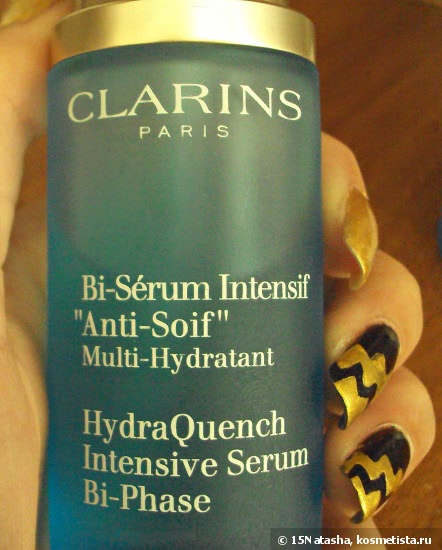 CLARINS
PARIS
Bi-Sérum Intensif
"Anti-Soif"
Multi-Hydratant
HydraQuench
Intensive Serum
Bi-Phase
© 15Natasha, kosmetista.ru